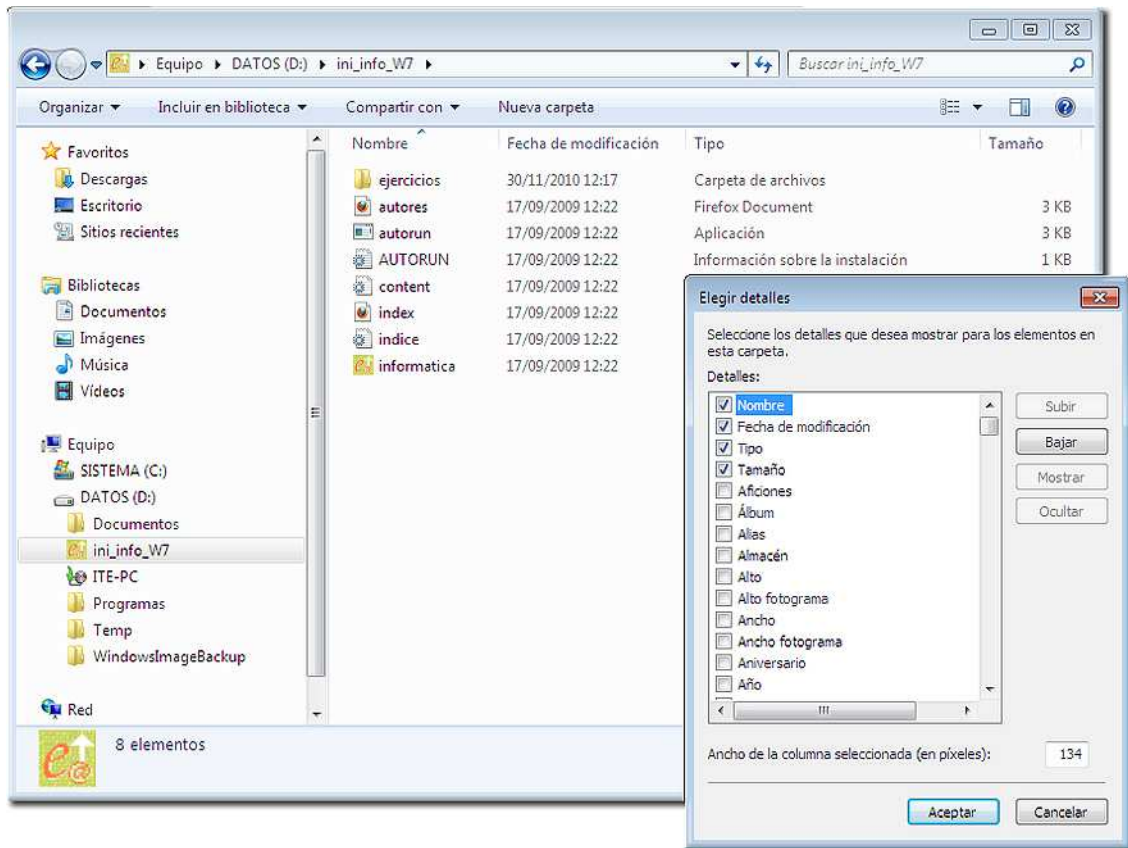 Equipo DATOS (D:) ini_info_W7
Buscar ini_info_W7
Organizar Incluir en biblioteca Compartir con Nueva carpeta
Favoritos
Descargas
Escritorio
Sitios recientes
Bibliotecas
Documentos
Imágenes
Música
Vídeos
Equipo
SISTEMA (C:)
DATOS (D:)
Documentos
ini_info_W7
ITE-PC
Programas
Temp
WindowsImageBackup
Red
Nombre Fecha de modificación Tipo Tamaño
ejercicios 30/11/2010 12:17 Carpeta de archivos
autores 17/09/2009 12:22 Firefox Document 3 KB
autorun 17/09/2009 12:22 Aplicación 3 KB
AUTORUN 17/09/2009 12:22 Información sobre la instalación 1 KB
content 17/09/2009 12:22
index 17/09/2009 12:22
indice 17/09/2009 12:22
informatica 17/09/2009 12:22
8 elementos
Elegir detalles
Seleccione los detalles que desea mostrar para los elementos en
esta carpeta.
Detalles:
Nombre
Fecha de modificación
Tipo
Tamaño
Aficiones
Álbum
Alias
Almacén
Alto
Alto fotograma
Ancho
Ancho fotograma
Aniversario
Año
Subir
Bajar
Mostrar
Ocultar
Ancho de la columna seleccionada (en píxeles): 134
Aceptar Cancelar